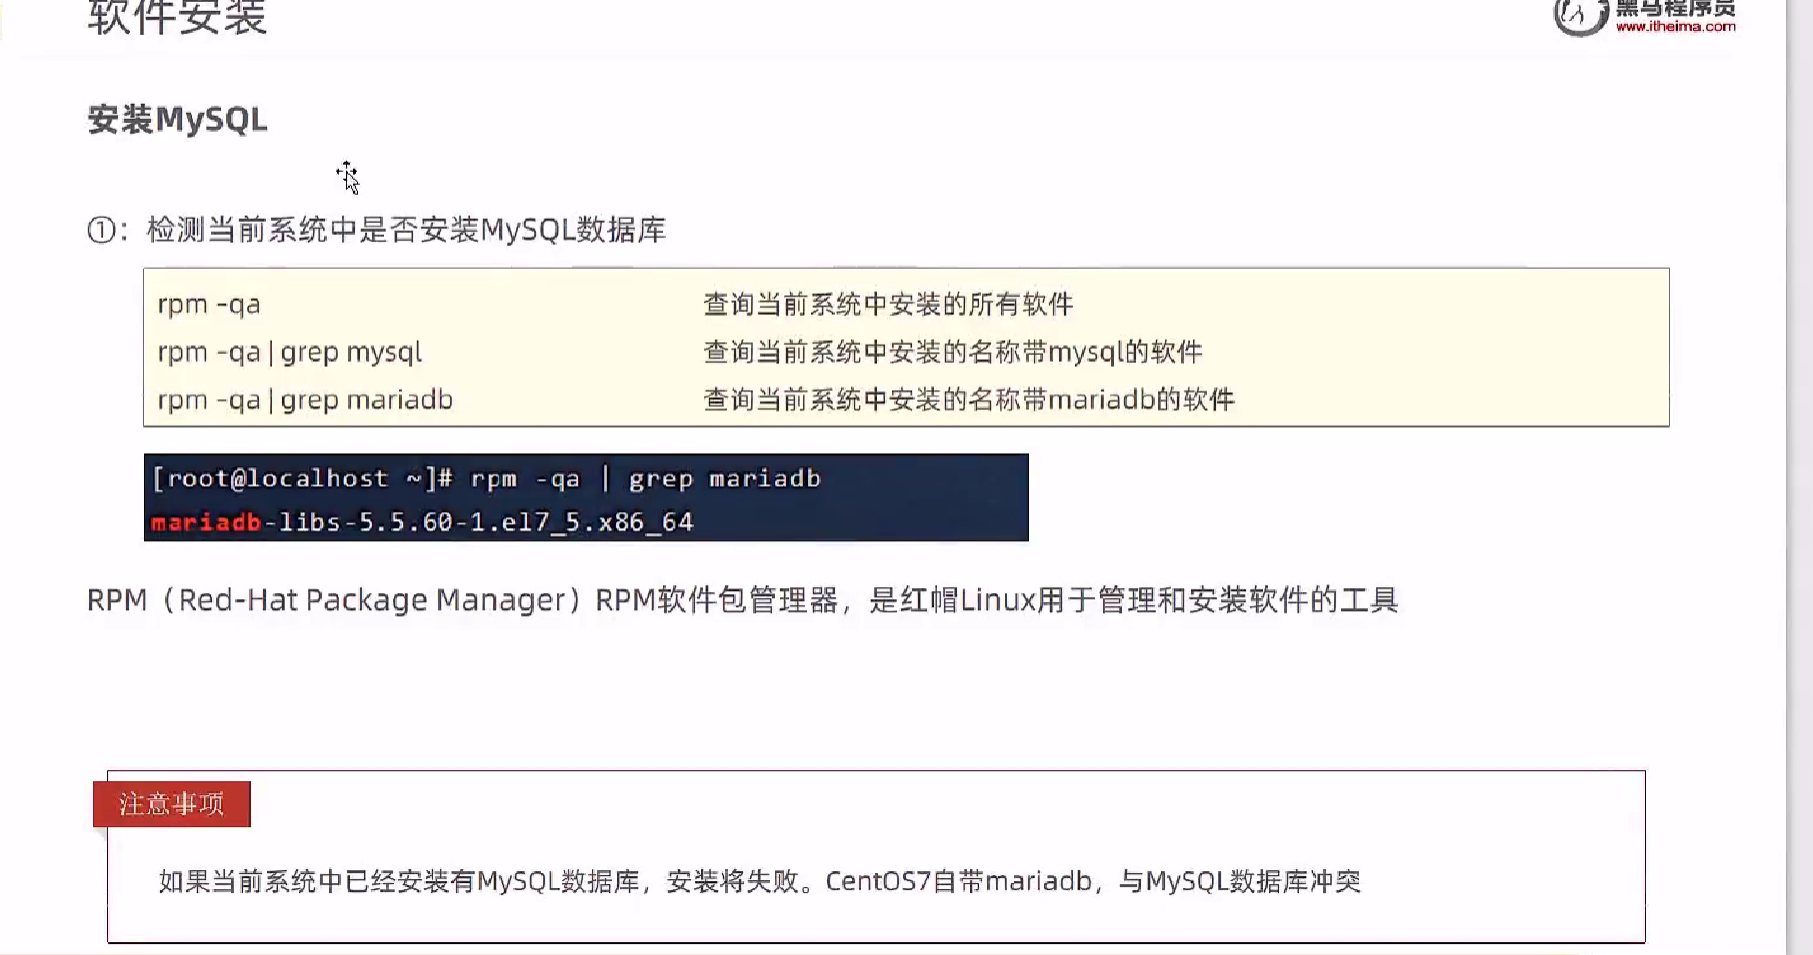 软件安装
黑马程序员
www.itheima.com
安装MySQL
①：检测当前系统中是否安装MySQL数据库
rpm -qa 查询当前系统中安装的所有软件
rpm -qa | grep mysql 查询当前系统中安装的名称带mysql的软件
rpm -qa | grep mariadb 查询当前系统中安装的名称带mariadb的软件
[root@localhost ~]# rpm -qa | grep mariadb
mariadb-libs-5.5.60-1.el7_5.x86_64
RPM（Red-Hat Package Manager）RPM软件包管理器，是红帽Linux用于管理和安装软件的工具
注意事项
如果当前系统中已经安装有MySQL数据库，安装将失败。CentOS7自带mariadb，与MySQL数据库冲突